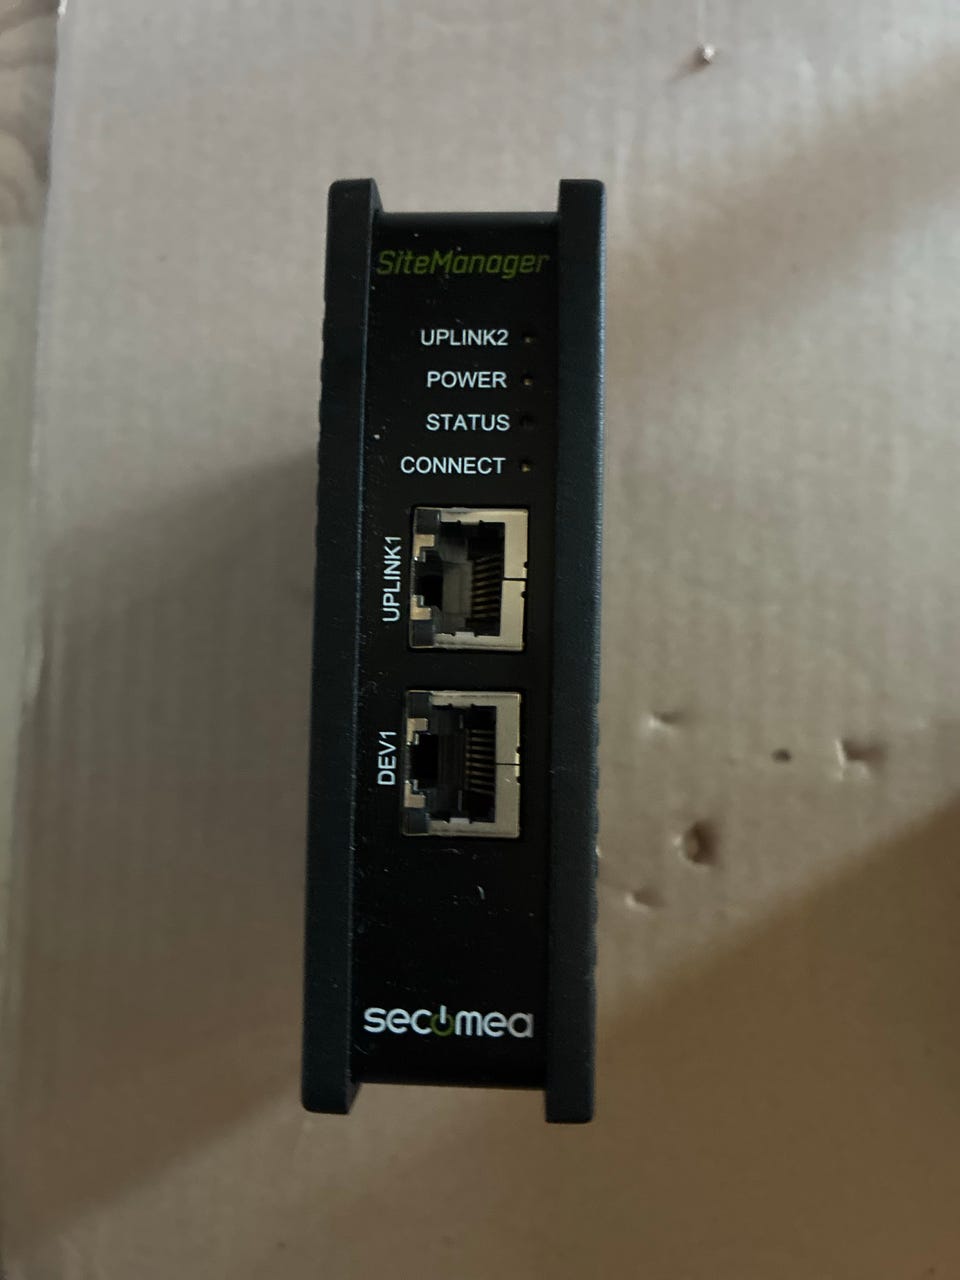 SiteManager
UPLINK2
POWER
STATUS
CONNECT
UPLINK1
DEV1
secomea